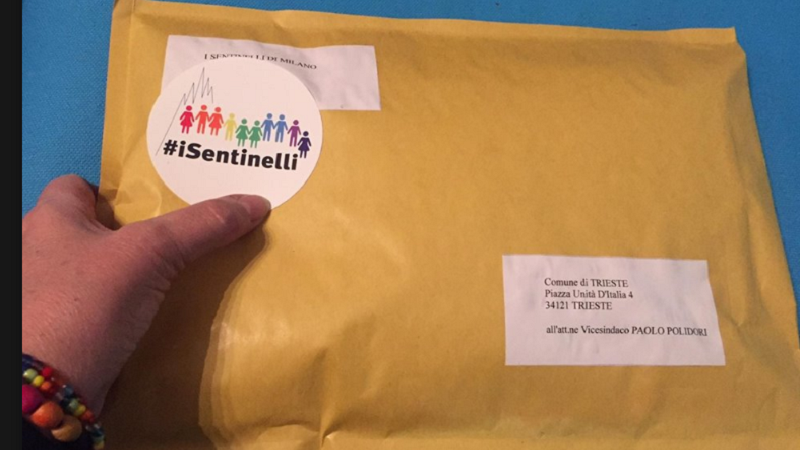 I SENTINELLI DI MILANO
#iSentinelli
Comune di TRIESTE
Piazza Unità D'Italia 4
34121 TRIESTE
all'att.ne Vicesindaco PAOLO POLIDORI